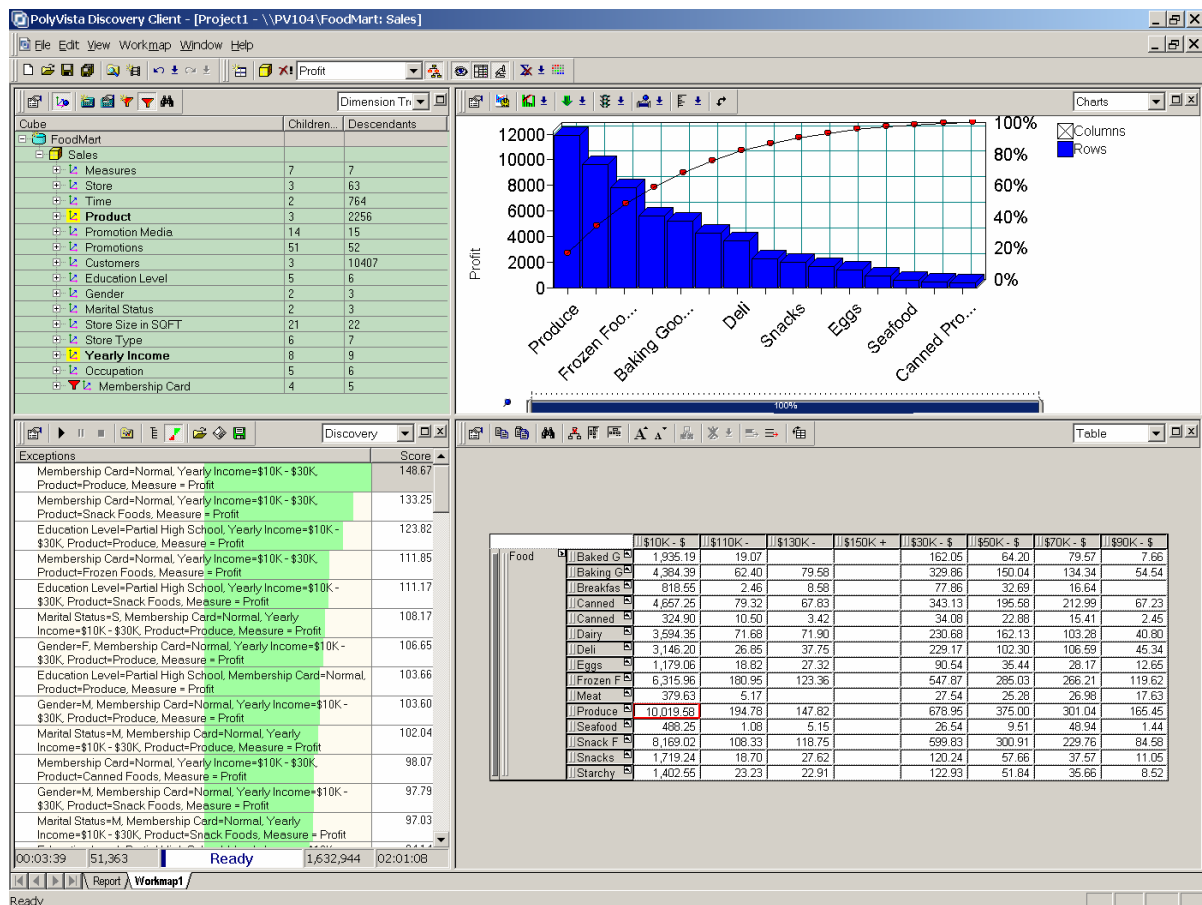 PolyVista Discovery Client - [Project1 - \\PV104\FoodMart: Sales]
File Edit View Workmap Window Help
Profit
Dimension Tr
Cube Children... Descendants
FoodMart
Sales
Measures 7 7
Store 3 63
Time 2 764
Product 3 2256
Promotion Media 14 15
Promotions 51 52
Customers 3 10407
Education Level 5 6
Gender 2 3
Marital Status 2 3
Store Size in SQFT 21 22
Store Type 6 7
Yearly Income 8 9
Occupation 5 6
Membership Card 4 5
Charts
12000
10000
8000
6000
4000
2000
0
Profit
100%
80%
60%
40%
20%
0%
Columns
Rows
Produce
Frozen Foo...
Baking Goo...
Deli
Snacks
Eggs
Seafood
Canned Pro...
100%
Discovery
Exceptions Score
Membership Card=Normal, Yearly Income=$10K - $30K, 148.67
Product=Produce, Measure = Profit
Membership Card=Normal, Yearly Income=$10K - $30K, 133.25
Product=Snack Foods, Measure = Profit
Education Level=Partial High School, Yearly Income=$10K - 123.82
$30K, Product=Produce, Measure = Profit
Membership Card=Normal, Yearly Income=$10K - $30K, 111.85
Product=Frozen Foods, Measure = Profit
Education Level=Partial High School, Yearly Income=$10K - 111.17
$30K, Product=Snack Foods, Measure = Profit
Marital Status=S, Membership Card=Normal, Yearly 108.17
Income=$10K - $30K, Product=Produce, Measure = Profit
Gender=F, Membership Card=Normal, Yearly Income=$10K - 106.65
$30K, Product=Produce, Measure = Profit
Education Level=Partial High School, Membership Card=Normal, 103.66
Product=Produce, Measure = Profit
Gender=M, Membership Card=Normal, Yearly Income=$10K - 103.60
$30K, Product=Produce, Measure = Profit
Marital Status=M, Membership Card=Normal, Yearly 102.04
Income=$10K - $30K, Product=Produce, Measure = Profit
Membership Card=Normal, Yearly Income=$10K - $30K, 98.07
Product=Canned Foods, Measure = Profit
Gender=M, Membership Card=Normal, Yearly Income=$10K - 97.79
$30K, Product=Snack Foods, Measure = Profit
Marital Status=M, Membership Card=Normal, Yearly 97.03
Income=$10K - $30K, Product=Snack Foods, Measure = Profit
00:03:39 51,363 Ready 1,632,944 02:01:08
Table
$10K - $ $110K - $130K - $150K + $30K - $ $50K - $ $70K - $ $90K - $
Food Baked G 1,935.19 19.07 162.05 64.20 79.57 7.66
Baking G 4,384.39 62.40 79.58 329.86 150.04 134.34 54.54
Breakfas 818.55 2.46 8.58 77.86 32.69 16.64
Canned 4,657.25 79.32 67.83 343.13 195.58 212.99 67.23
Canned 324.90 10.50 3.42 34.08 22.88 15.41 2.45
Dairy 3,594.35 71.68 71.90 230.68 162.13 103.28 40.80
Deli 3,146.20 26.85 37.75 229.17 102.30 106.59 45.34
Eggs 1,179.06 18.82 27.32 90.54 35.44 28.17 12.65
Frozen F 6,315.96 180.95 123.36 547.87 285.03 266.21 119.62
Meat 379.63 5.17 27.54 25.28 26.98 17.63
Produce 10,019.58 194.78 147.82 678.95 375.00 301.04 165.45
Seafood 488.25 1.08 5.15 26.54 9.51 48.94 1.44
Snack F 8,169.02 108.33 118.75 599.83 300.91 229.76 84.58
Snacks 1,719.24 18.70 27.62 120.24 57.66 37.57 11.05
Starchy 1,402.55 23.23 22.91 122.93 51.84 35.66 8.52
Report Workmap1
Ready